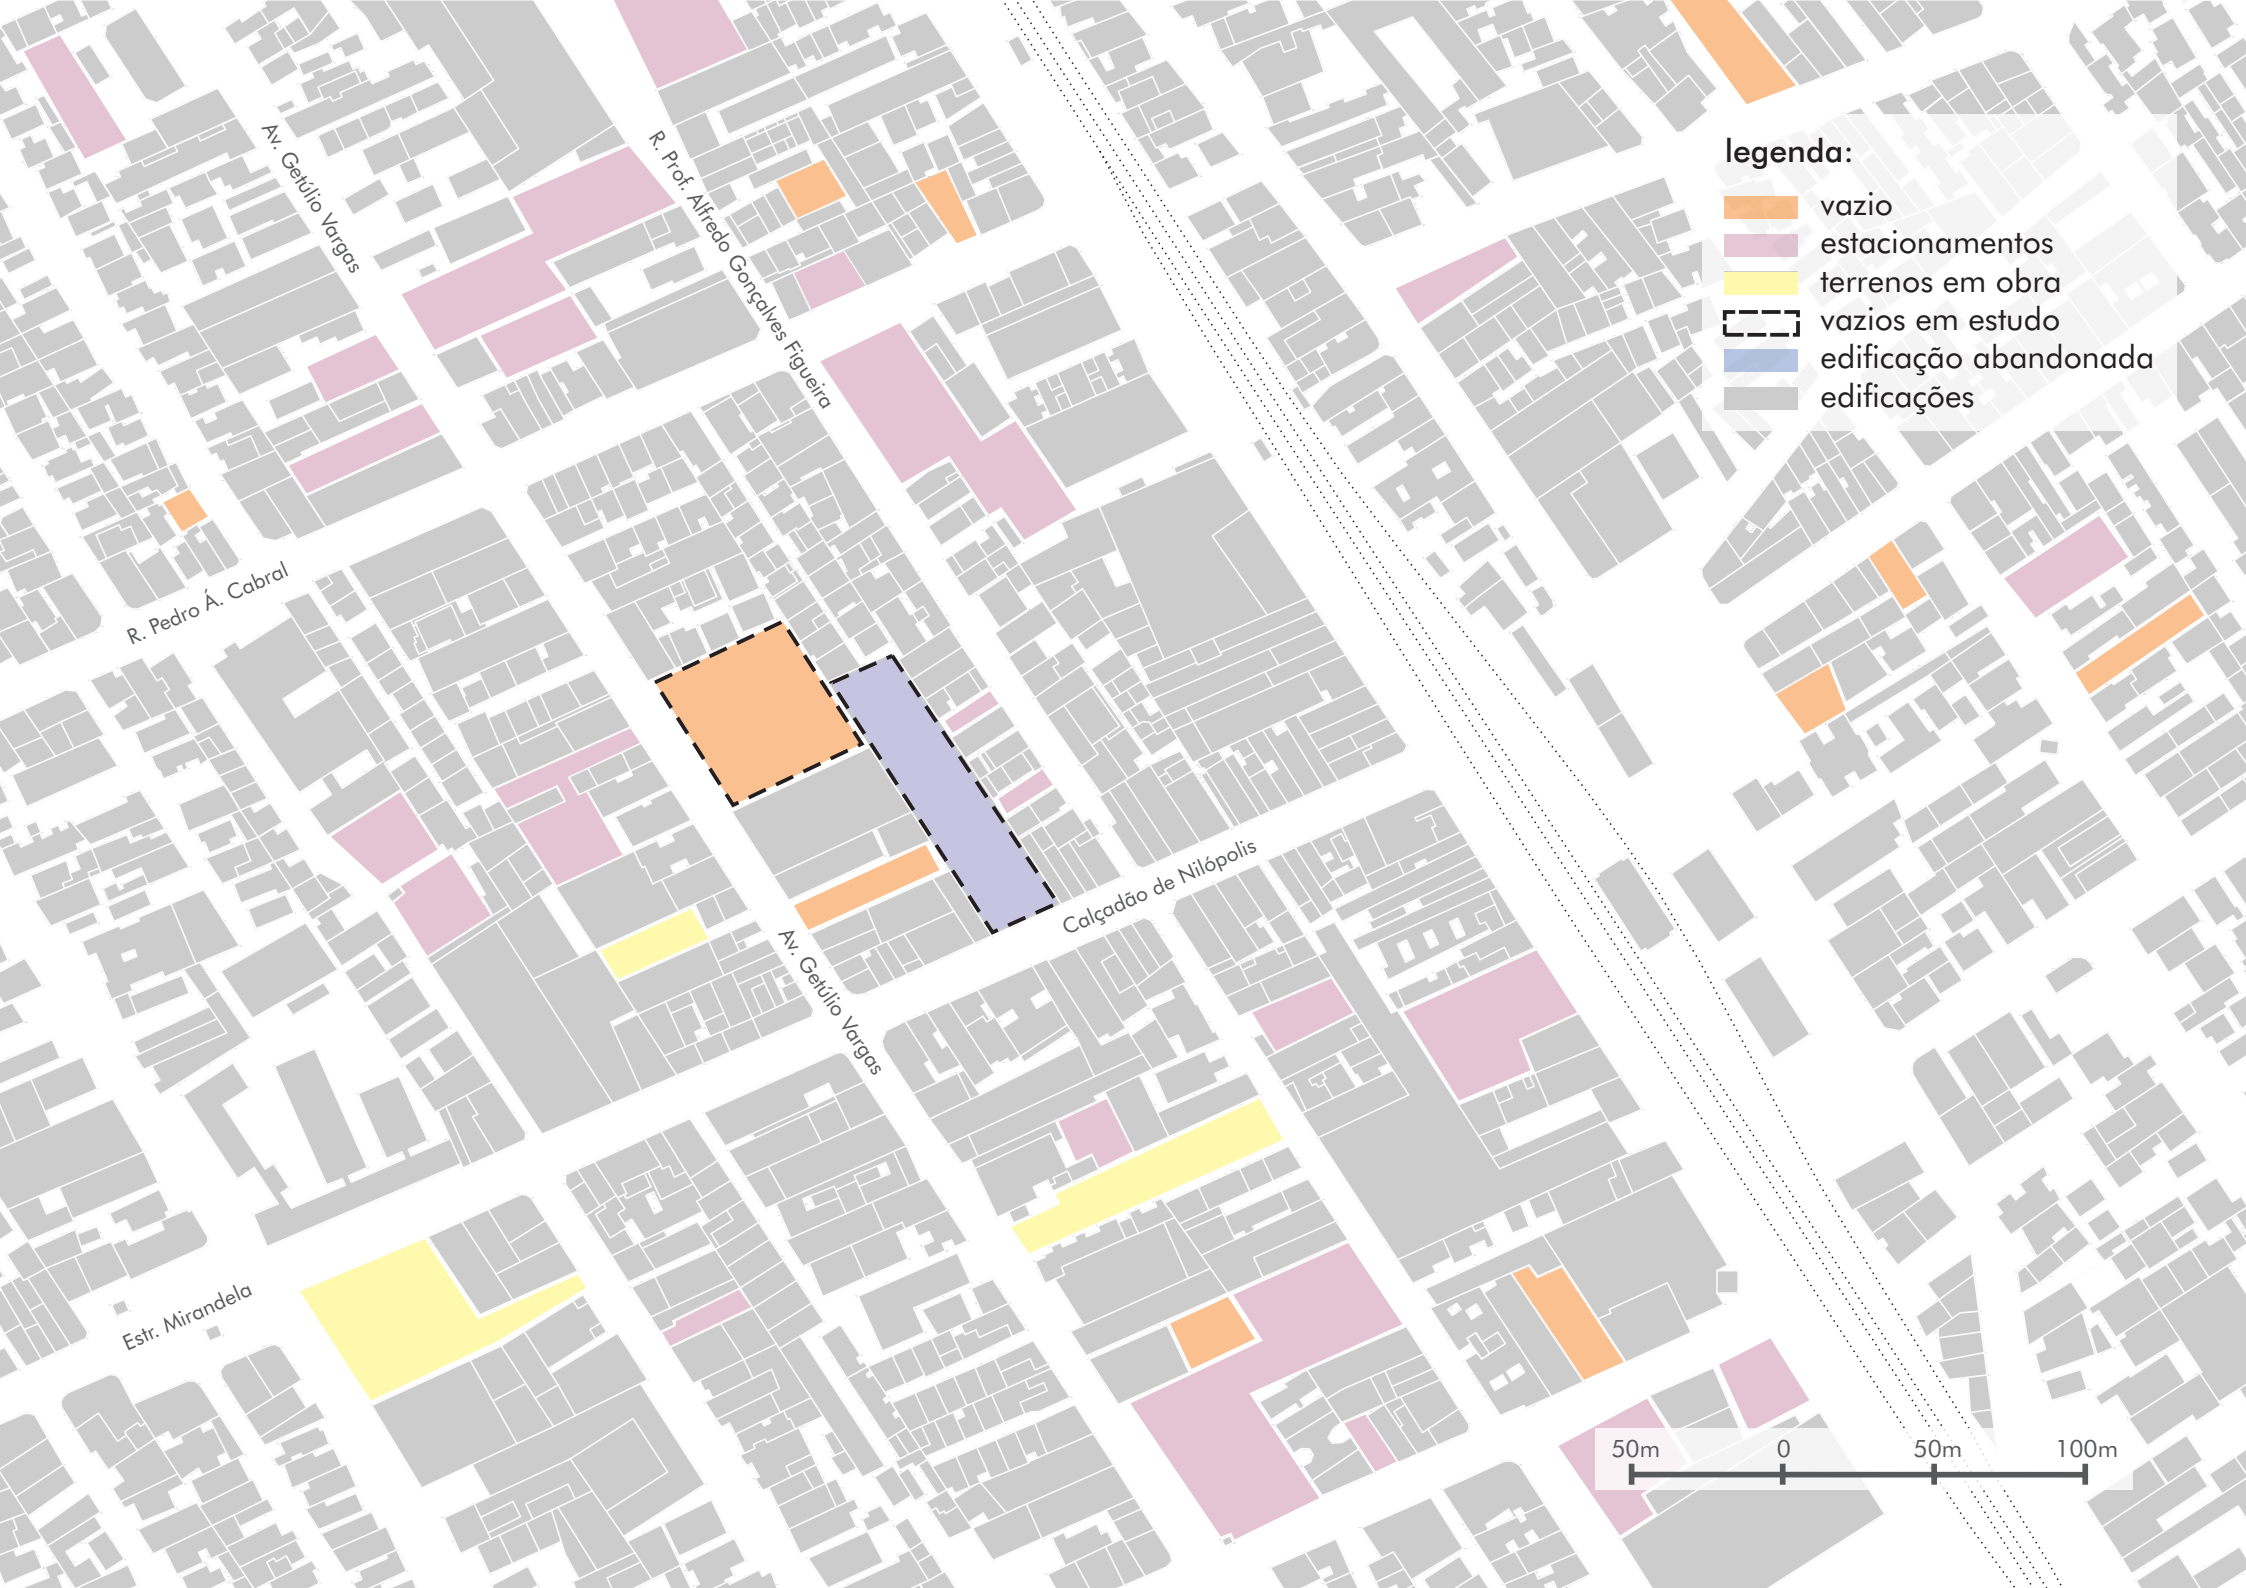 Av. Getúlio Vargas
R. Prof. Alfredo Gonçalves Figueira
legenda:
vazio
estacionamentos
terrenos em obra
vazios em estudo
edificação abandonada
edificações
R. Pedro Á. Cabral
Calçadão de Nilópolis
Av. Getúlio Vargas
Estr. Mirandela
50m 0 50m 100m